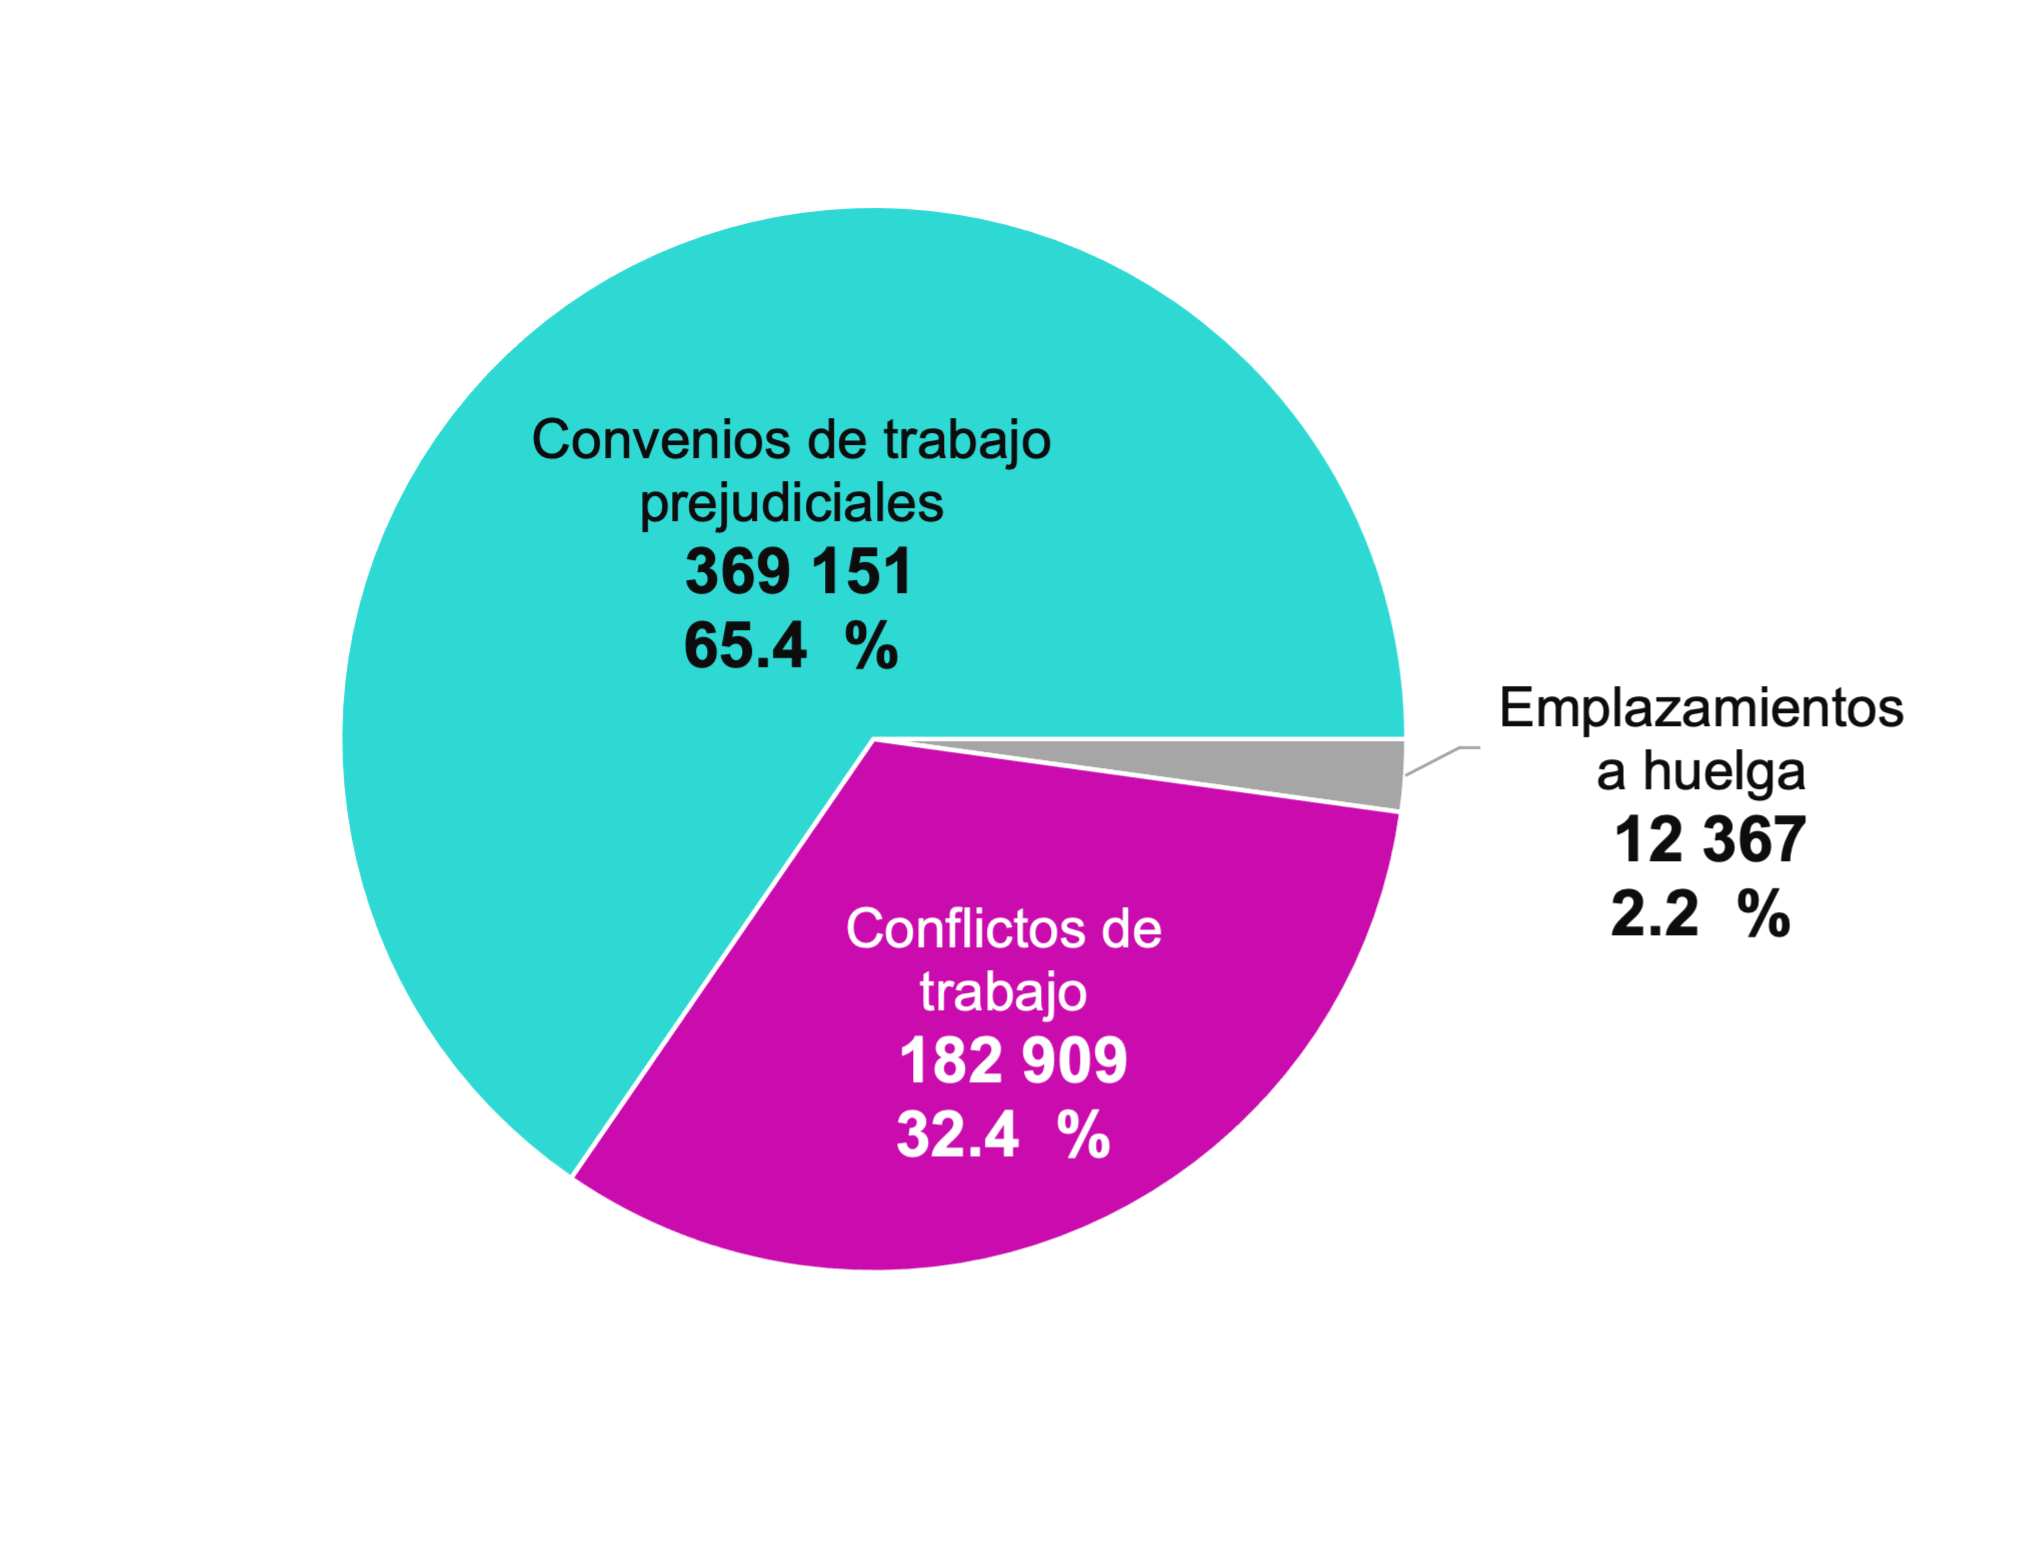 Convenios de trabajo
prejudiciales
369 151
65.4 %
Emplazamientos
a huelga
12 367
2.2 %
Conflictos de
trabajo
182 909
32.4 %